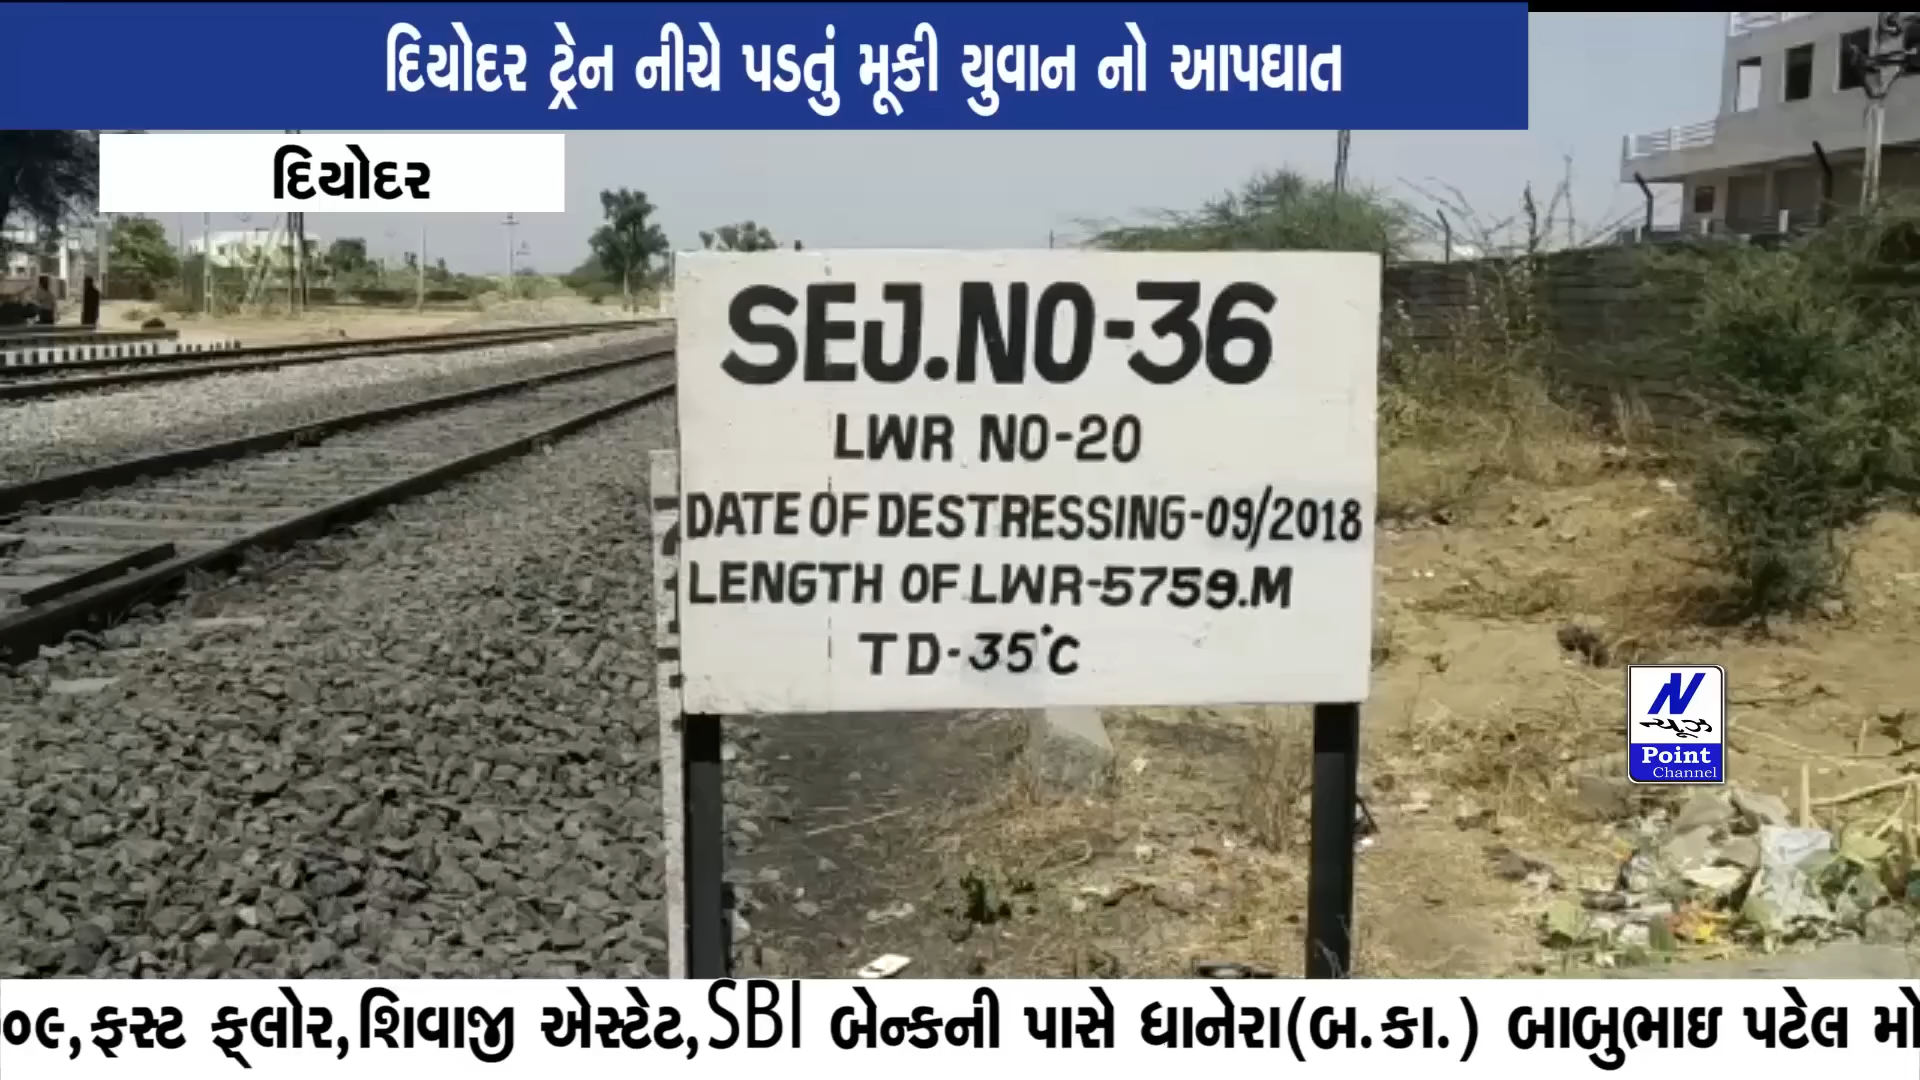 દિયોદર ટ્રેન નીચે પડતું મૂકી યુવાન નો આપઘાત
દિયોદર
SEJ.NO-36
LWR NO-20
DATE OF DESTRESSING-09/2018
LENGTH OF LWR-5759.M
TD-35°C
N
ન્યૂઝ
Point
Channel
૦૯,ફસ્ટ ફ્લોર,શિવાજી એસ્ટેટ,SBI બેન્કની પાસે ધાનેરા(બ.કા.) બાબુભાઇ પટેલ મો